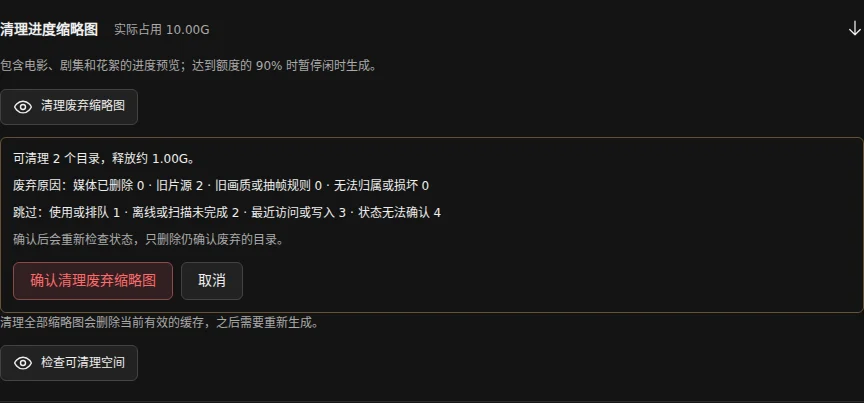 清理进度缩略图 实际占用 10.00G
包含电影、剧集和花絮的进度预览；达到额度的 90% 时暂停闲时生成。
清理废弃缩略图
可清理 2 个目录，释放约 1.00G。
废弃原因：媒体已删除 0 · 旧片源 2 · 旧画质或抽帧规则 0 · 无法归属或损坏 0
跳过：使用或排队 1 · 离线或扫描未完成 2 · 最近访问或写入 3 · 状态无法确认 4
确认后会重新检查状态，只删除仍确认废弃的目录。
确认清理废弃缩略图 取消
清理全部缩略图会删除当前有效的缓存，之后需要重新生成。
检查可清理空间